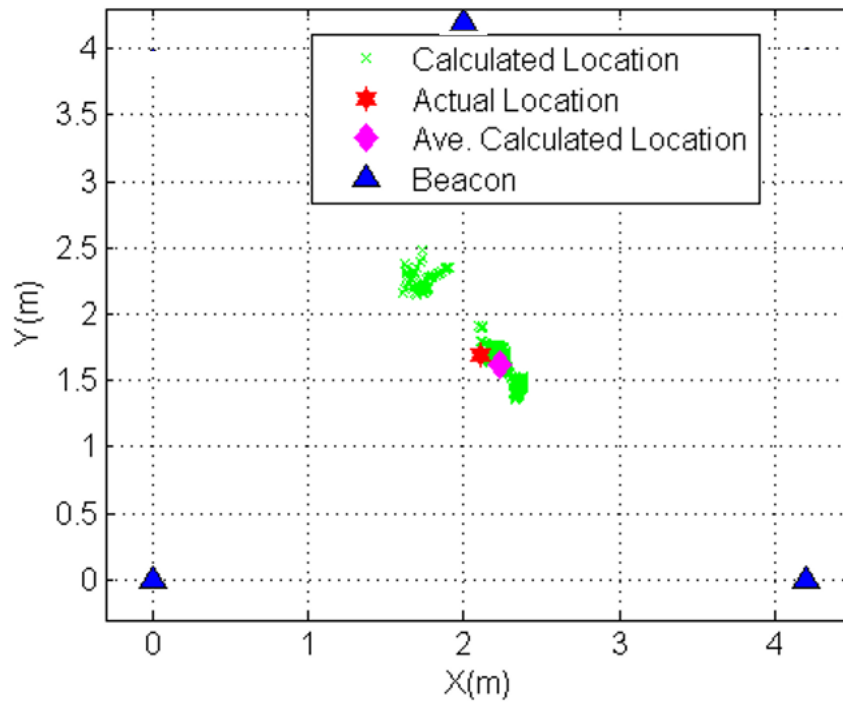 4
3.5
3
2.5
2
1.5
1
0.5
0
Y(m)
Calculated Location
Actual Location
Ave. Calculated Location
Beacon
0 1 2 3 4
X(m)